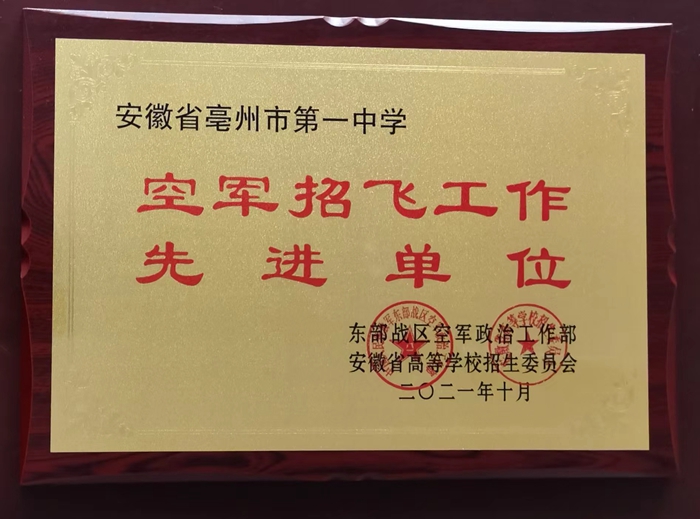 安徽省亳州市第一中学
空军招飞工作
先进单位
东部战区空军政治工作部
安徽省高等学校招生委员会
二〇二一年十月